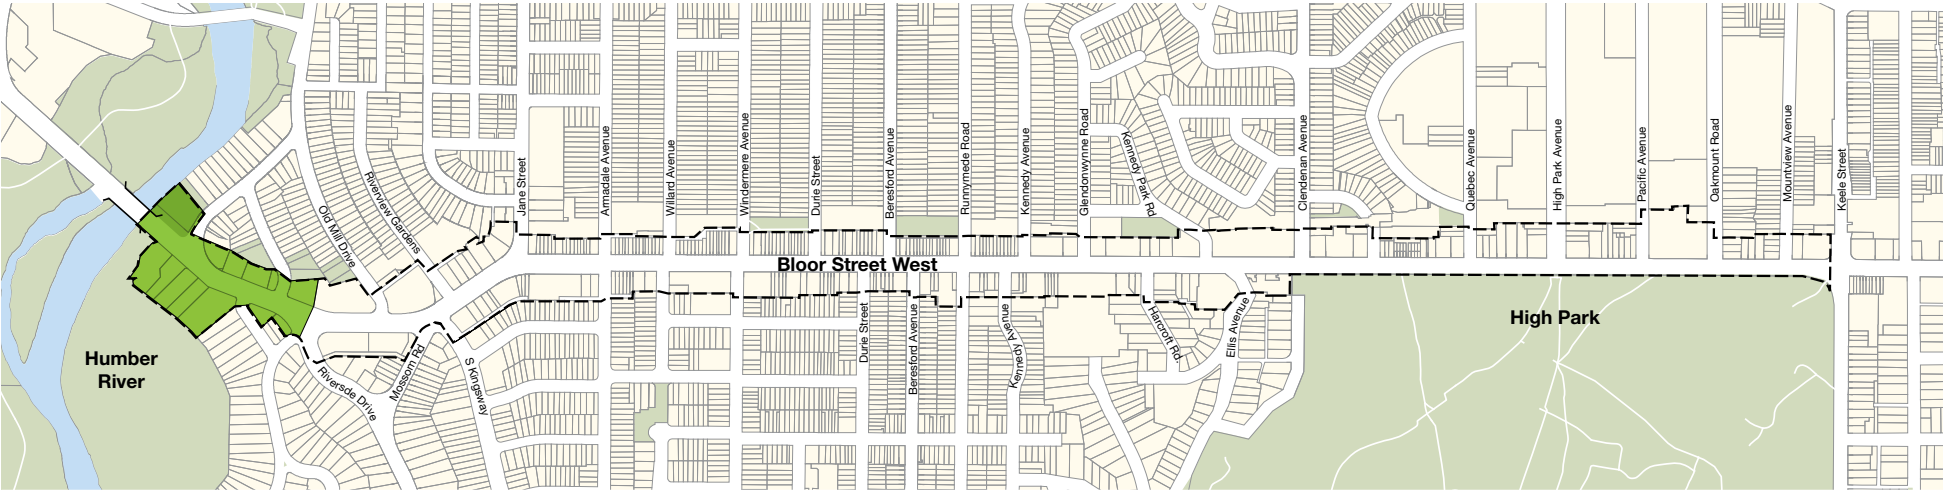 Jane Street
Armadale Avenue
Willard Avenue
Windermere Avenue
Durie Street
Beresford Avenue
Runnymede Road
Kennedy Avenue
Glendonwynne Road
Kennedy Park Rd
Clendenan Avenue
Quebec Avenue
High Park Avenue
Pacific Avenue
Oakmount Road
Mountview Avenue
Keele Street
Riverview Gardens
Old Mill Drive
Bloor Street West
High Park
Humber
River
Riversde Drive
Mossom Rd
S Kingsway
Durie Street
Beresford Avenue
Kennedy Avenue
Harcroft Rd
Ellis Avenue